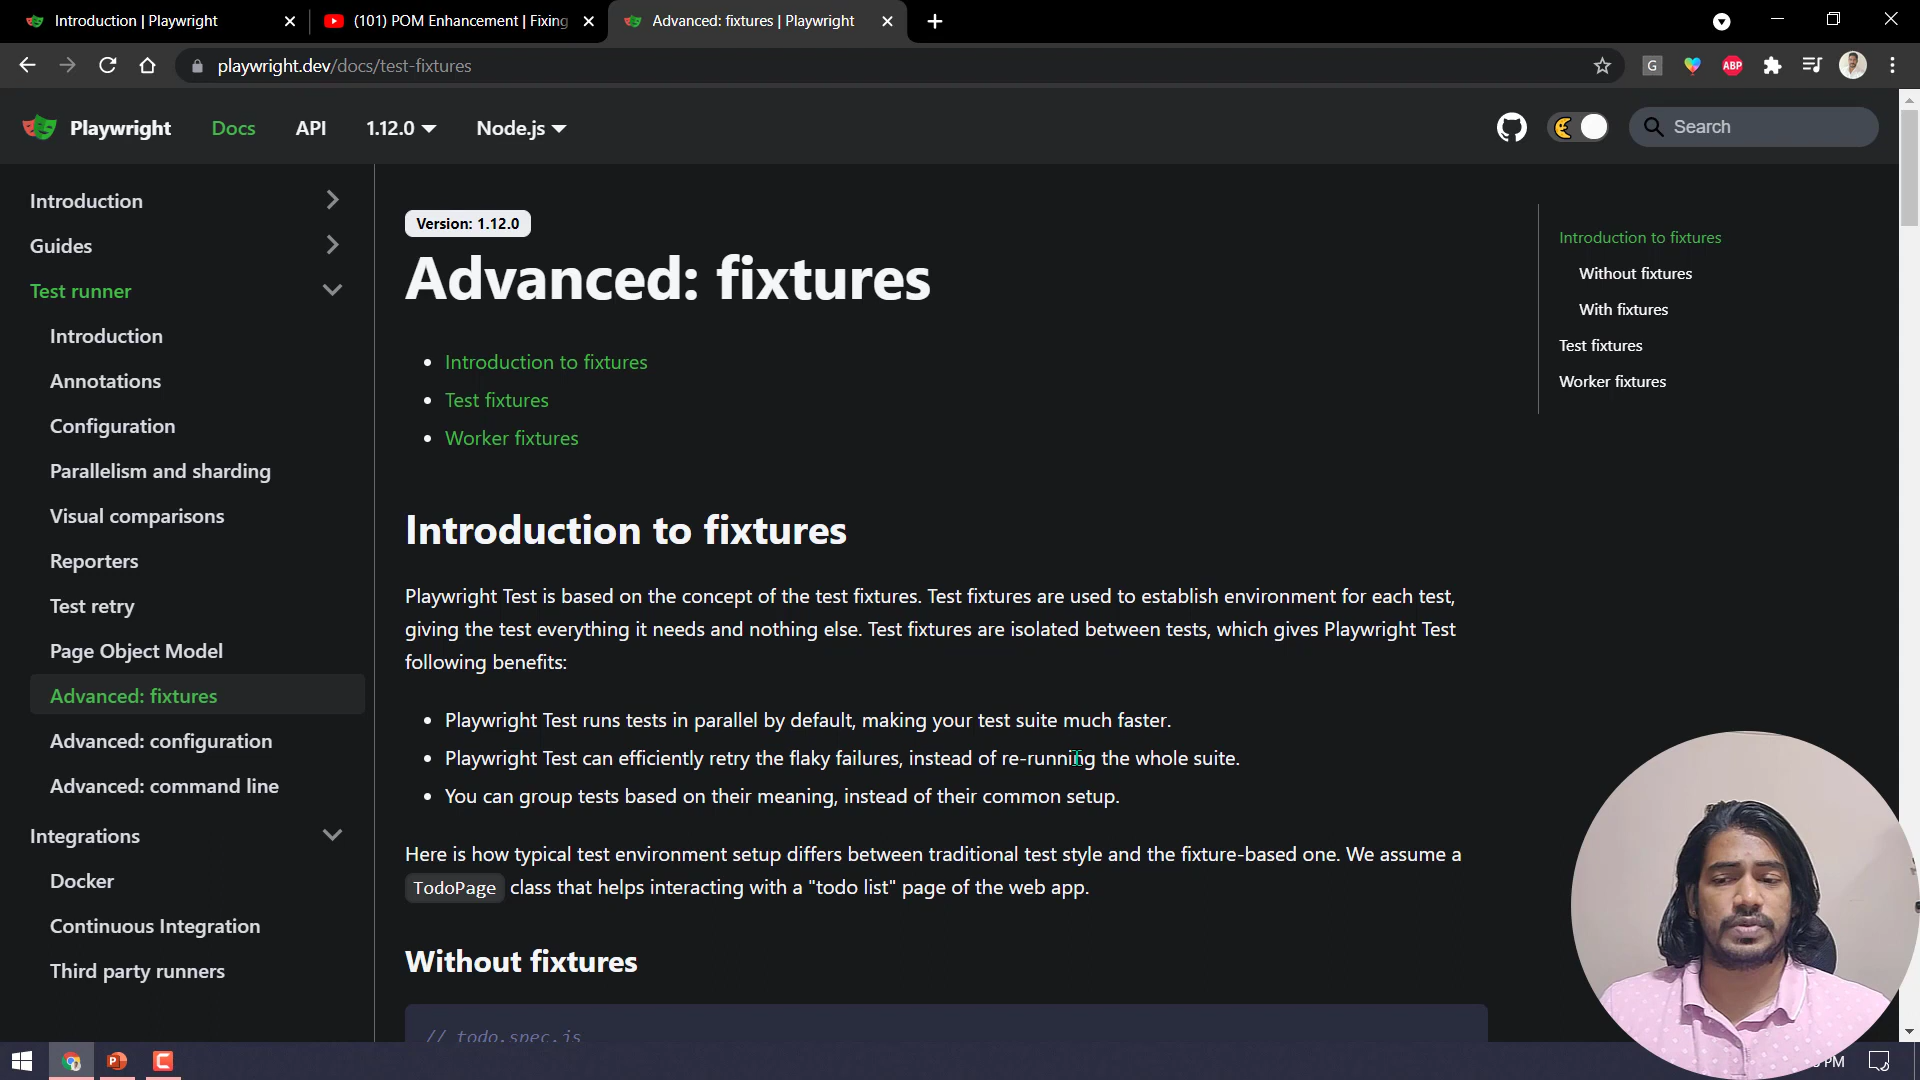 Introduction | Playwright
(101) POM Enhancement | Fixing
Advanced: fixtures | Playwright
playwright.dev/docs/test-fixtures
G
ABP
Playwright
Docs
API
1.12.0
Node.js
Search
Introduction
Guides
Test runner
Introduction
Annotations
Configuration
Parallelism and sharding
Visual comparisons
Reporters
Test retry
Page Object Model
Advanced: fixtures
Advanced: configuration
Advanced: command line
Integrations
Docker
Continuous Integration
Third party runners
Version: 1.12.0
Advanced: fixtures
Introduction to fixtures
Test fixtures
Worker fixtures
Introduction to fixtures
Playwright Test is based on the concept of the test fixtures. Test fixtures are used to establish environment for each test,
giving the test everything it needs and nothing else. Test fixtures are isolated between tests, which gives Playwright Test
following benefits:
Playwright Test runs tests in parallel by default, making your test suite much faster.
Playwright Test can efficiently retry the flaky failures, instead of re-running the whole suite.
You can group tests based on their meaning, instead of their common setup.
Here is how typical test environment setup differs between traditional test style and the fixture-based one. We assume a
TodoPage class that helps interacting with a "todo list" page of the web app.
Without fixtures
// todo.spec.js
Introduction to fixtures
Without fixtures
With fixtures
Test fixtures
Worker fixtures
PM